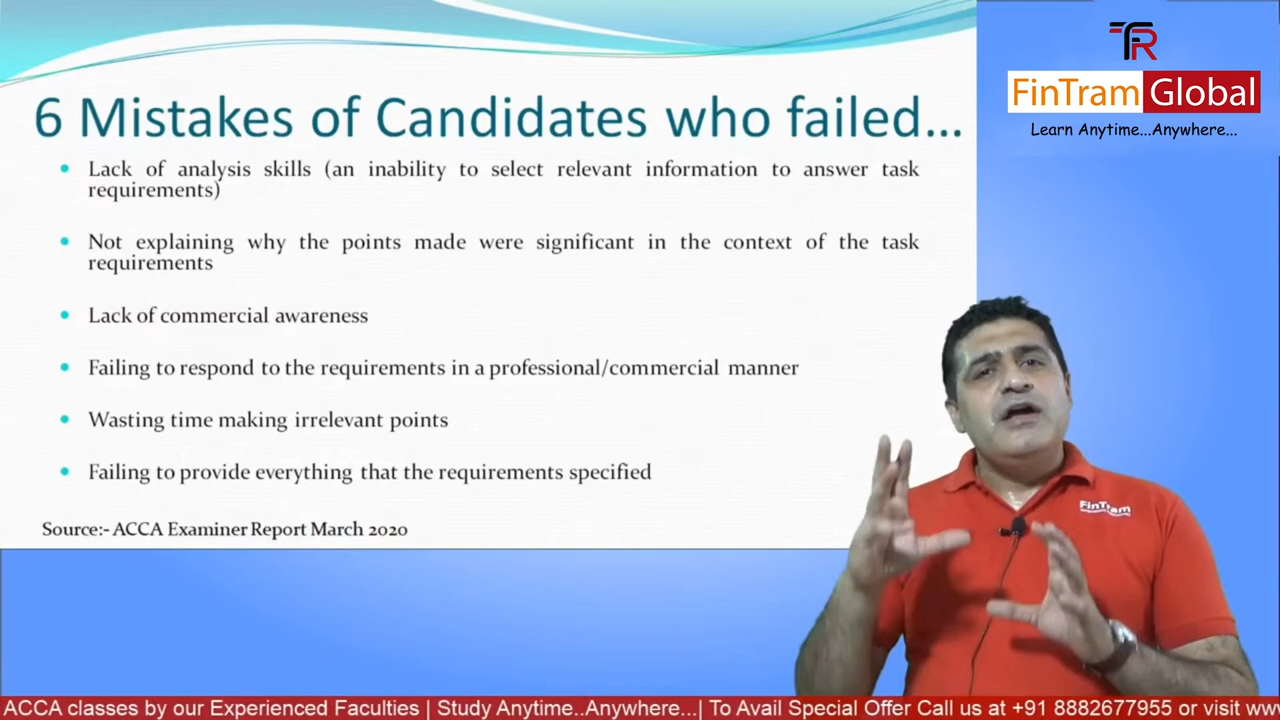 6 Mistakes of Candidates who failed...
Lack of analysis skills (an inability to select relevant information to answer task
requirements)
Not explaining why the points made were significant in the context of the task
requirements
Lack of commercial awareness
Failing to respond to the requirements in a professional/commercial manner
Wasting time making irrelevant points
Failing to provide everything that the requirements specified
Source:- ACCA Examiner Report March 2020
FinTram Global
Learn Anytime...Anywhere...
FinTram
ACCA classes by our Experienced Faculties | Study Anytime..Anywhere...| To Avail Special Offer Call us at +91 8882677955 or visit www